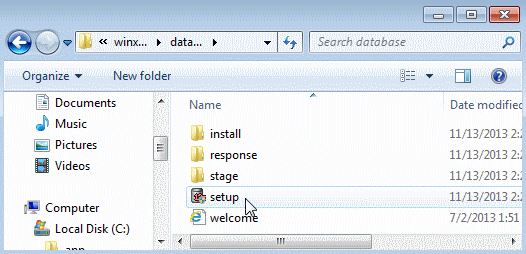 « winx... ▸ data... ▸ Search database
Organize ▾ New folder
Documents
Music
Pictures
Videos
Computer
Local Disk (C:)
app
Name Date modified
install 11/13/2013 2:2
response 11/13/2013 2:2
stage 11/13/2013 2:2
setup 11/13/2013 2:2
welcome 7/2/2013 1:51